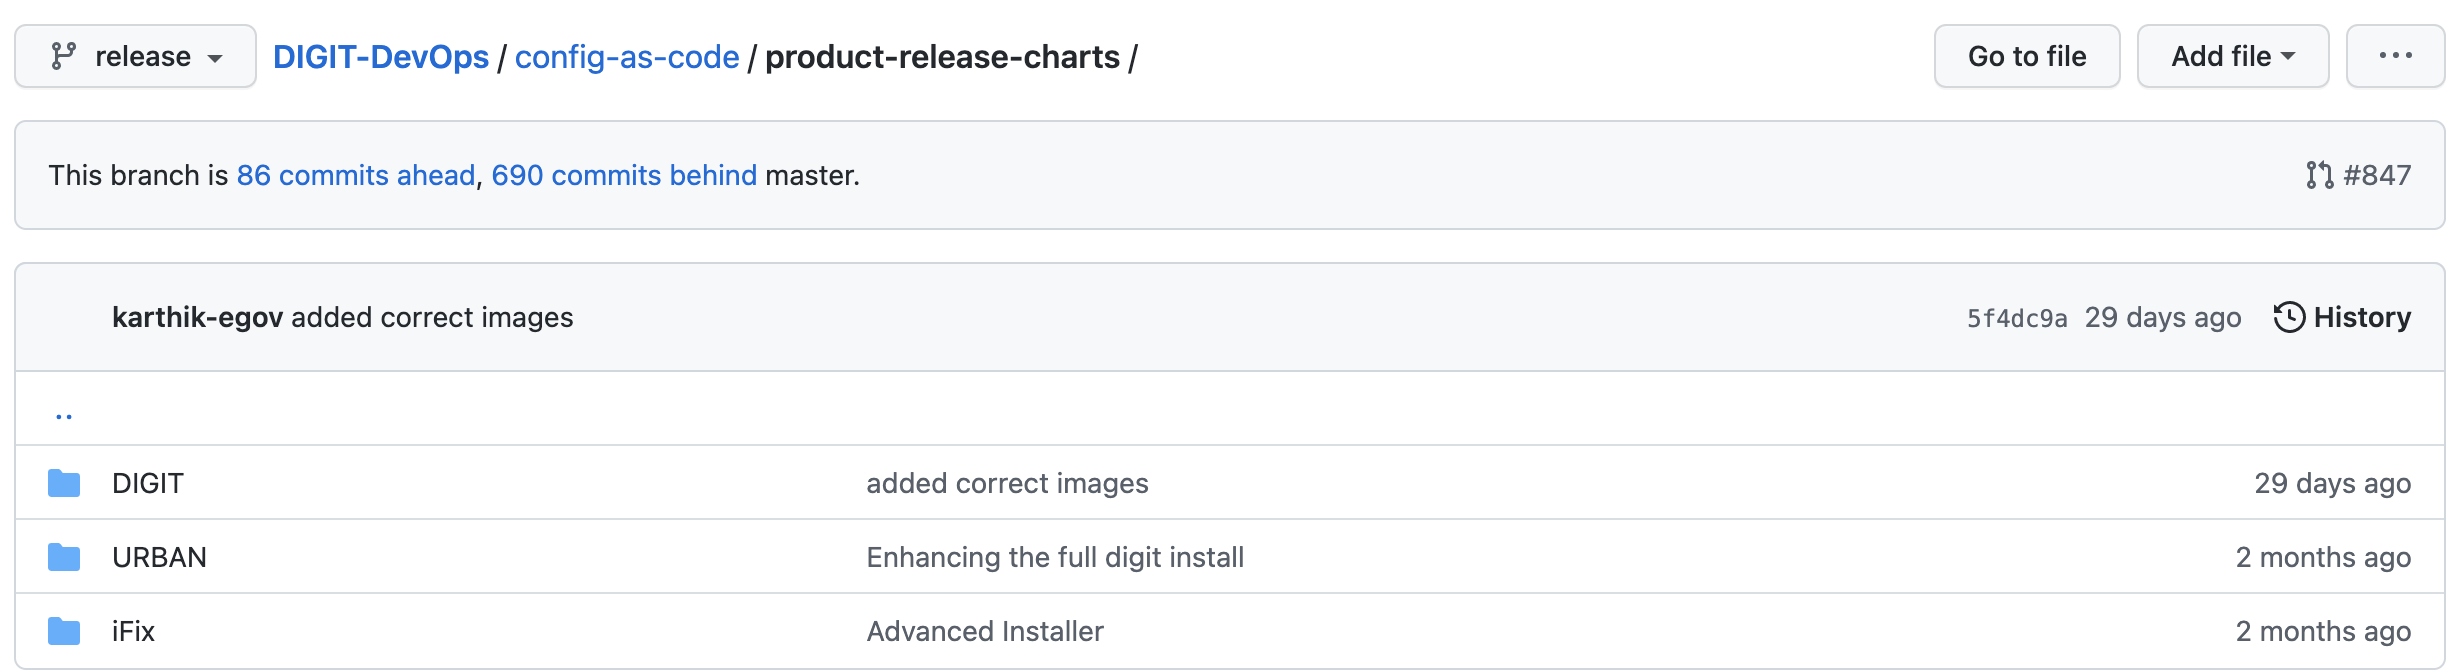 release DIGIT-DevOps / config-as-code / product-release-charts / Go to file Add file ...
This branch is 86 commits ahead, 690 commits behind master. #847
karthik-egov added correct images 5f4dc9a 29 days ago History
..
DIGIT added correct images 29 days ago
URBAN Enhancing the full digit install 2 months ago
iFix Advanced Installer 2 months ago